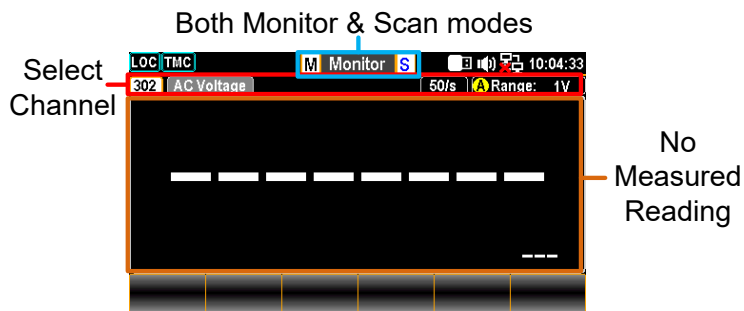 Both Monitor & Scan modes
LOC TMC M Monitor S 10:04:33
Select
Channel
302 AC Voltage 50/s A Range: 1V
No
Measured
Reading
--------
---